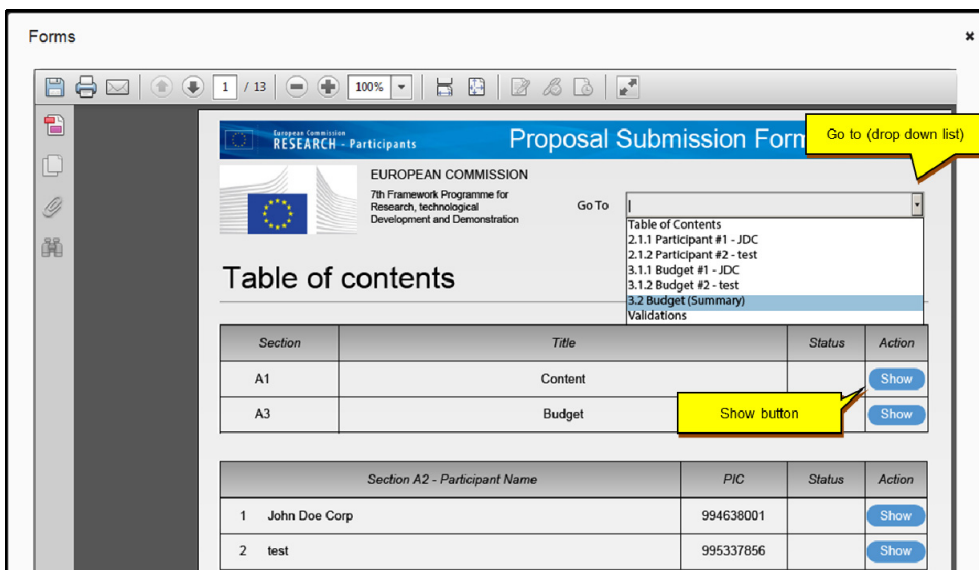 Forms
1 / 13
100%
European Commission
RESEARCH - Participants
Proposal Submission For
Go to (drop down list)
EUROPEAN COMMISSION
7th Framework Programme for
Research, technological
Development and Demonstration
Go To
Table of Contents
2.1.1 Participant #1 - JDC
2.1.2 Participant #2 - test
3.1.1 Budget #1 - JDC
3.1.2 Budget #2 - test
3.2 Budget (Summary)
Validations
Table of contents
Section Title Status Action
A1 Content Show
A3 Budget Show
Show button
Section A2 - Participant Name PIC Status Action
1 John Doe Corp 994638001 Show
2 test 995337856 Show